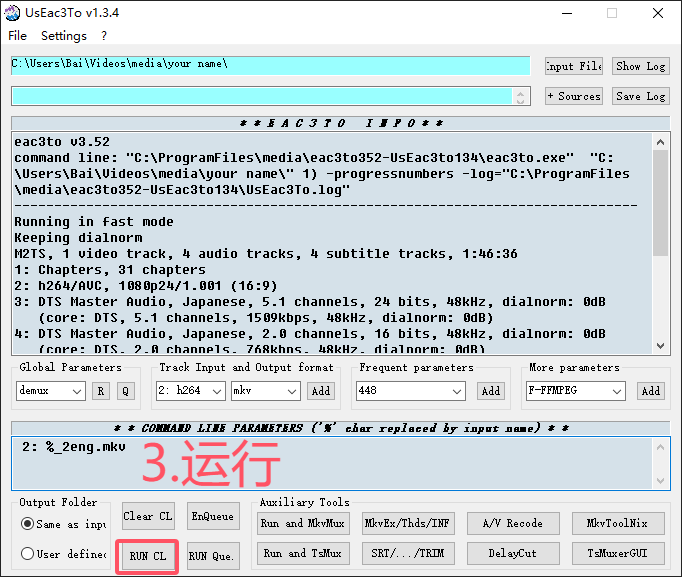 UsEac3To v1.3.4
File Settings ?
C:\Users\Bai\Videos\media\your name\
Input File
Show Log
+ Sources
Save Log
* * E A C 3 T O I N F O * *
eac3to v3.52
command line: "C:\ProgramFiles\media\eac3to352-UsEac3To134\eac3to.exe" "C:
\Users\Bai\Videos\media\your name\" 1) -progressnumbers -log="C:\ProgramFiles
\media\eac3to352-UsEac3To134\UsEac3To.log"
------------------------------------------------------------------------------
Running in fast mode
Keeping dialnorm
M2TS, 1 video track, 4 audio tracks, 4 subtitle tracks, 1:46:36
1: Chapters, 31 chapters
2: h264/AVC, 1080p24/1.001 (16:9)
3: DTS Master Audio, Japanese, 5.1 channels, 24 bits, 48kHz, dialnorm: 0dB
(core: DTS, 5.1 channels, 1509kbps, 48kHz, dialnorm: 0dB)
4: DTS Master Audio, Japanese, 2.0 channels, 16 bits, 48kHz, dialnorm: 0dB
(core: DTS, 2.0 channels, 768kbps, 48kHz, dialnorm: 0dB)
Global Parameters
Track Input and Output format
Frequent parameters
More parameters
demux R Q
2: h264 mkv Add
448 Add
F-FFMPEG Add
* * COMMAND LINE PARAMETERS ('%' char replaced by input name) * *
2: %_2eng.mkv
3.运行
Output Folder
Same as inpu
User defined
Clear CL
EnQueue
RUN CL
RUN Que.
Auxiliary Tools
Run and MkvMux
MkvEx/Thds/INF
A/V Recode
MkvToolNix
Run and TsMux
SRT/.../TRIM
DelayCut
TsMuxerGUI